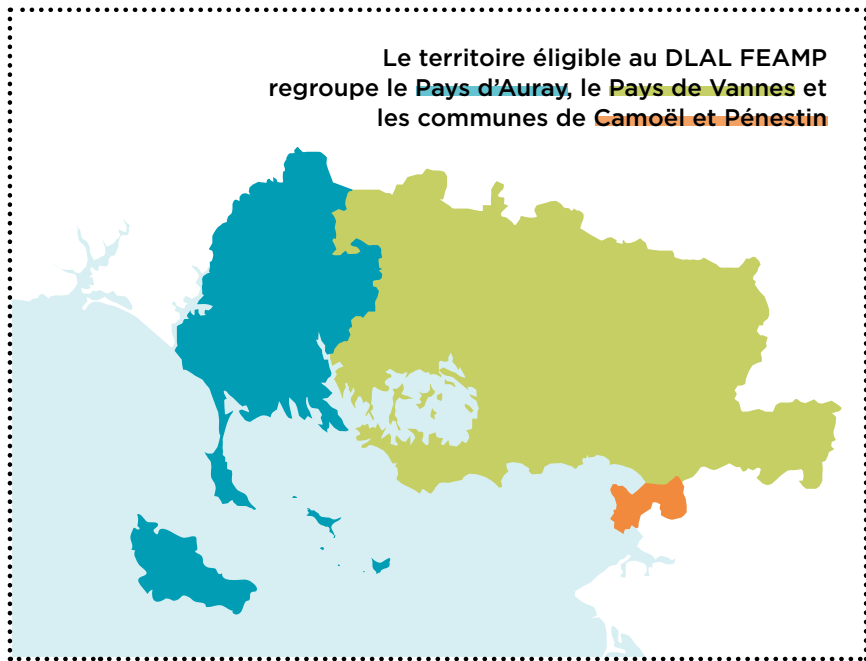 Le territoire éligible au DLAL FEAMP
regroupe le Pays d'Auray, le Pays de Vannes et
les communes de Camoël et Pénestin